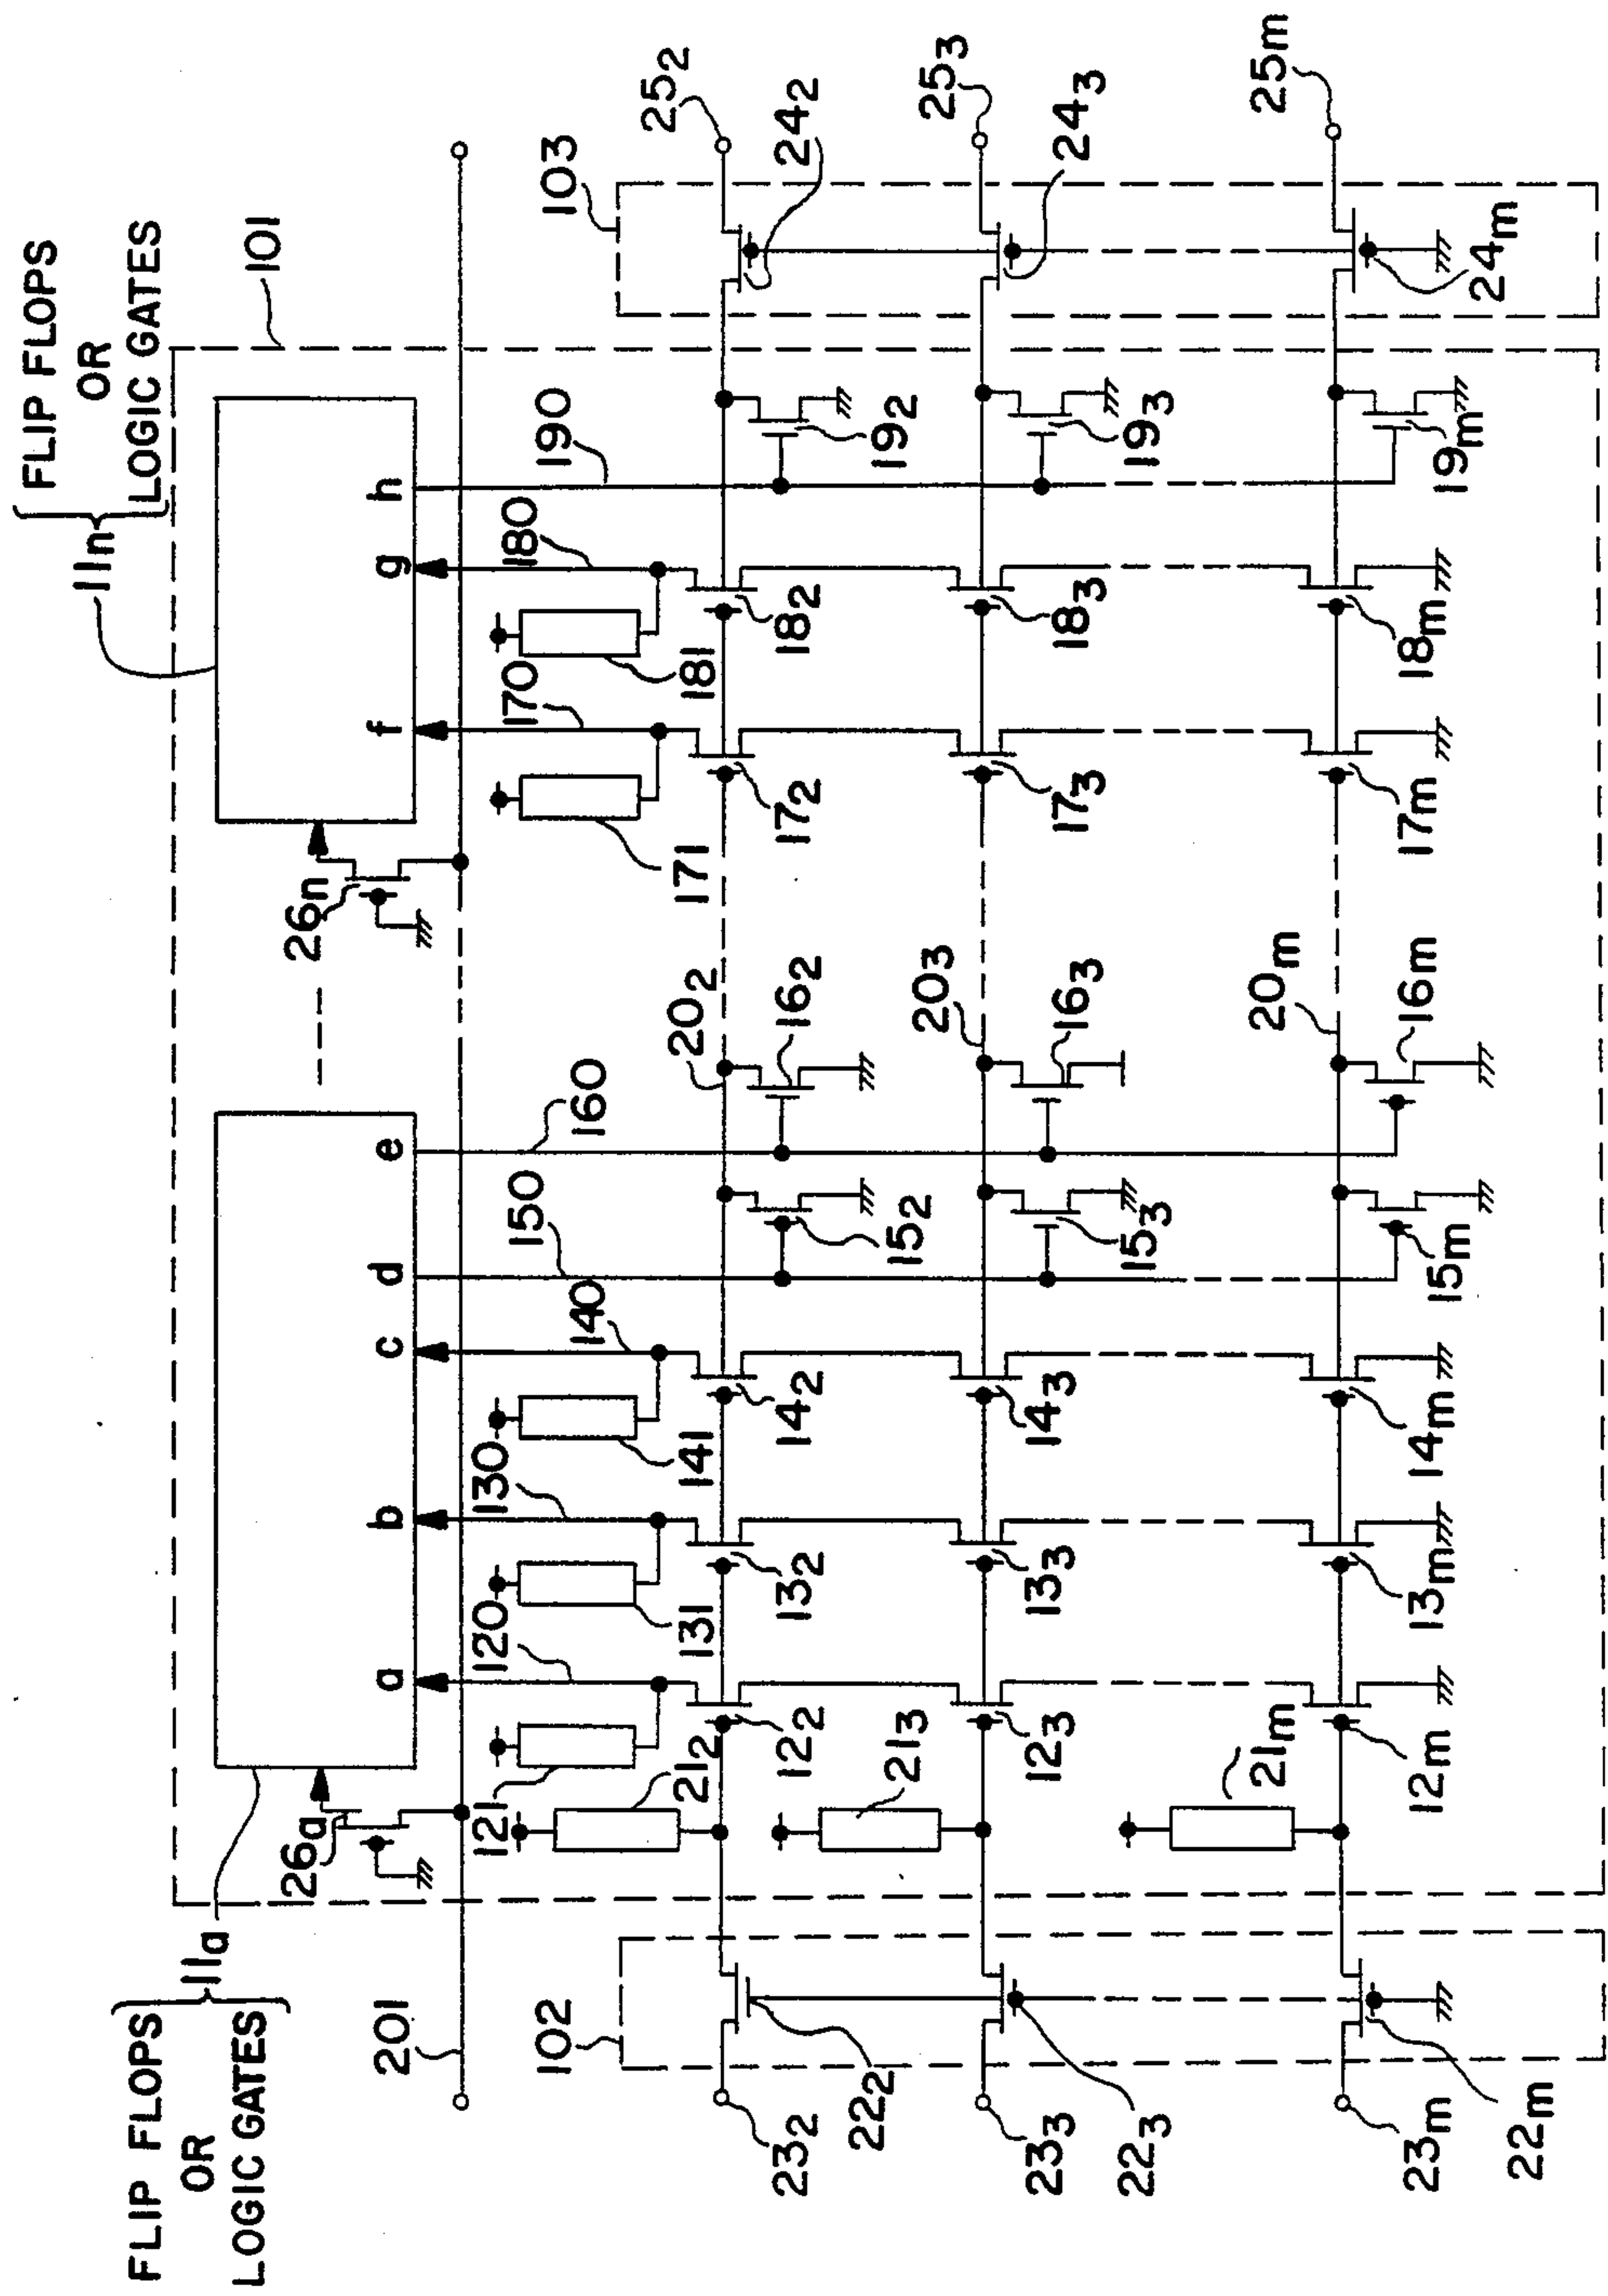 FLIP FLOPS
OR
LOGIC GATES
11a
FLIP FLOPS
OR
LOGIC GATES
11n
101
102
103
201
26a
26n
a
b
c
d
e
f
g
h
120
130
140
150
160
170
180
190
121
131
141
171
181
21₂
21₃
21m
12₂
13₂
14₂
15₂
16₂
17₂
18₂
19₂
20₂
12₃
13₃
14₃
15₃
16₃
17₃
18₃
19₃
20₃
12m
13m
14m
15m
16m
17m
18m
19m
20m
22₂
22₃
22m
23₂
23₃
23m
24₂
24₃
24m
25₂
25₃
25m